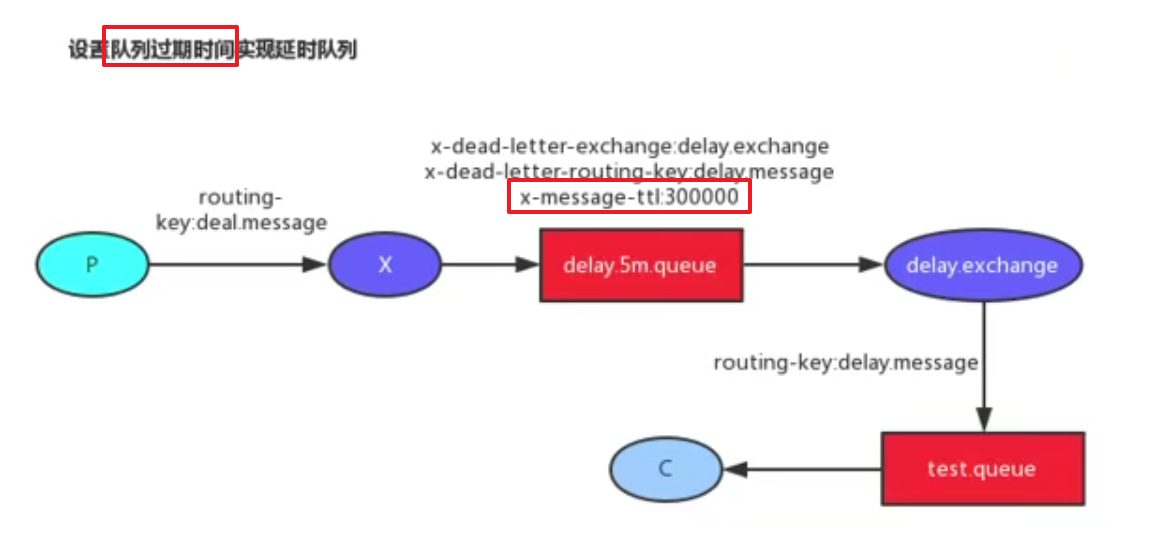 设置队列过期时间实现延时队列
x-dead-letter-exchange:delay.exchange
x-dead-letter-routing-key:delay.message
x-message-ttl:300000
routing-
key:deal.message
P
X
delay.5m.queue
delay.exchange
routing-key:delay.message
C
test.queue